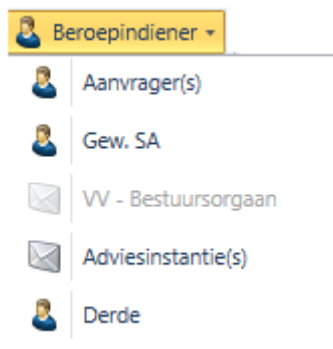 Beroepindiener
Aanvrager(s)
Gew. SA
VV - Bestuursorgaan
Adviesinstantie(s)
Derde